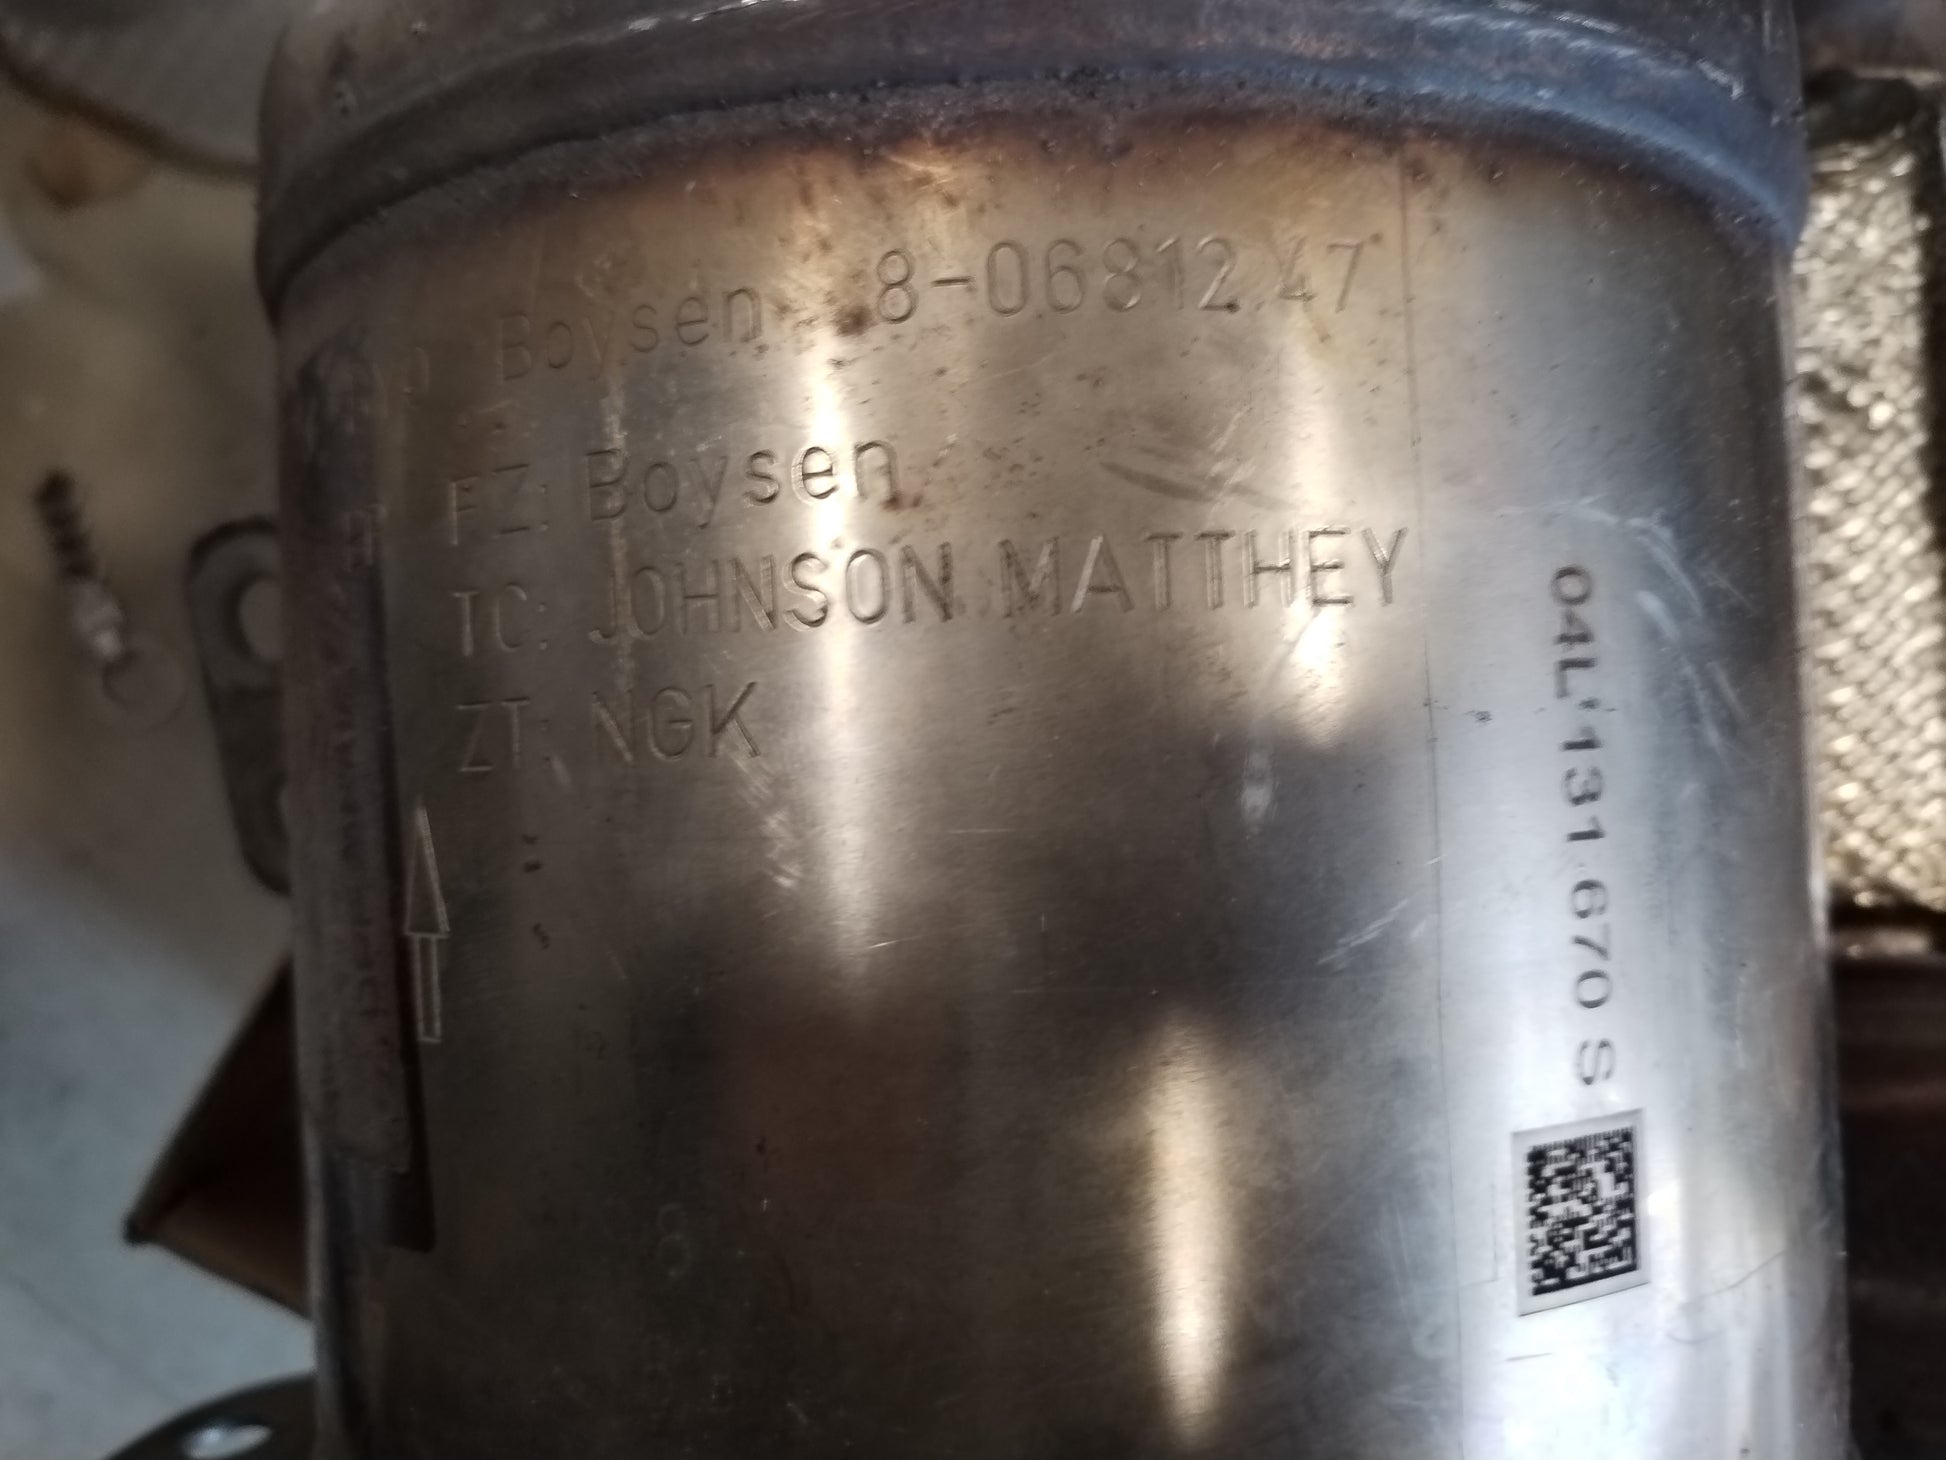 Boysen 8-06812.47
FZ: Boysen
TC: JOHNSON MATTHEY
ZT: NGK
04L 131 670 S